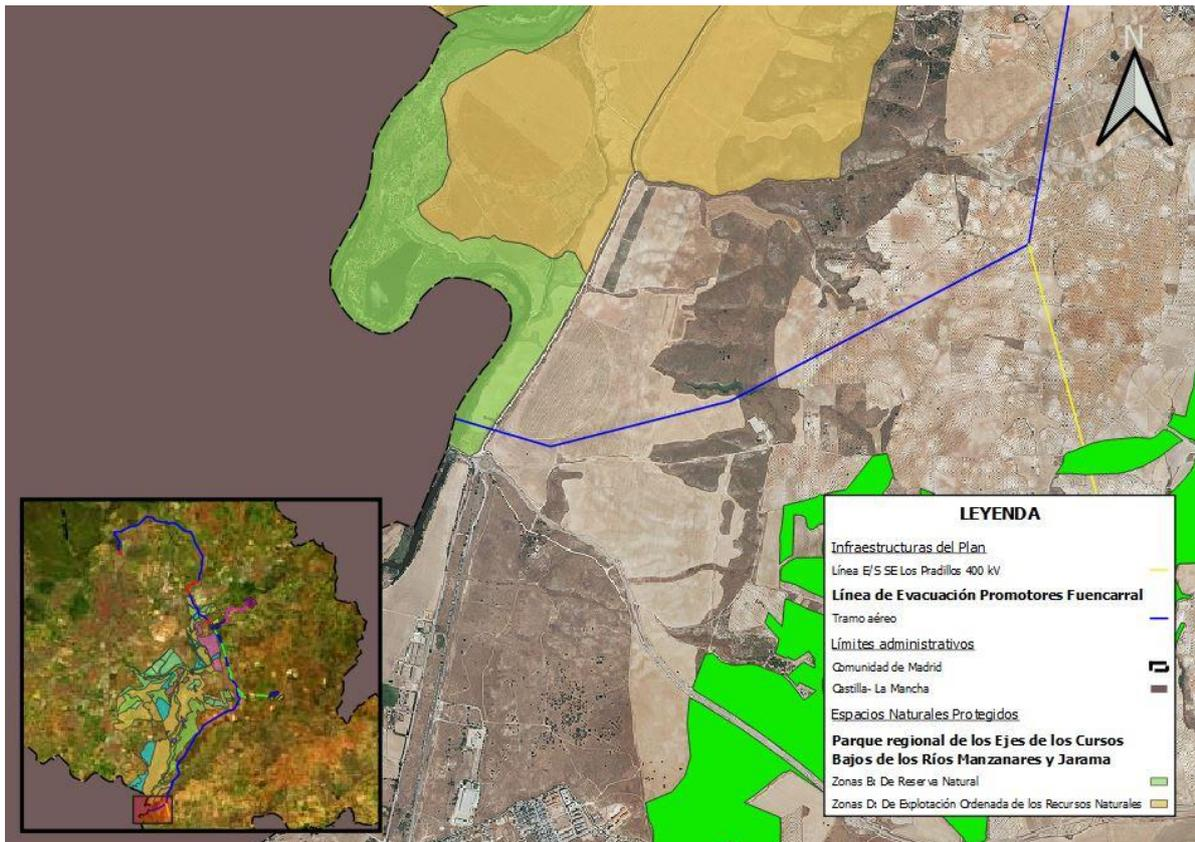 N
LEYENDA
Infraestructuras del Plan
Línea E/S SE Los Pradillos 400 kV
Línea de Evacuación Promotores Fuencarral
Tramo aéreo
Límites administrativos
Comunidad de Madrid
Castilla- La Mancha
Espacios Naturales Protegidos
Parque regional de los Ejes de los Cursos
Bajos de los Ríos Manzanares y Jarama
Zonas B: De Reserva Natural
Zonas D: De Explotación Ordenada de los Recursos Naturales